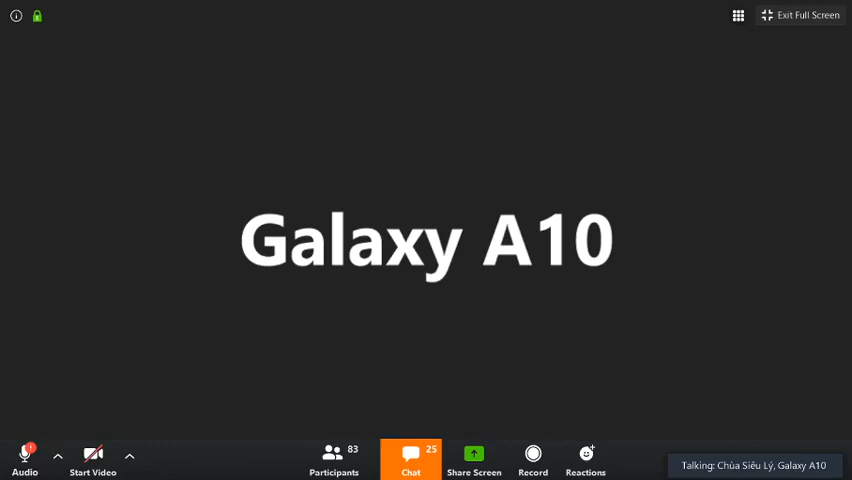 Exit Full Screen
Galaxy A10
83
25
Audio
Start Video
Participants
Chat
Share Screen
Record
Reactions
Talking: Chùa Siêu Lý, Galaxy A10